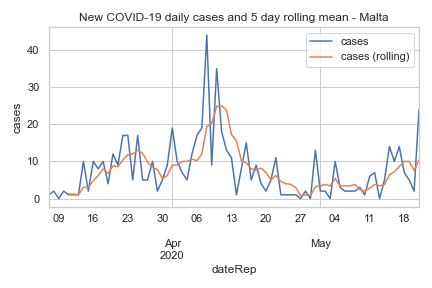 New COVID-19 daily cases and 5 day rolling mean - Malta
cases
cases (rolling)
cases
40
30
20
10
0
09 16 23 30 06 13 20 27 04 11 18
Apr May
2020
dateRep